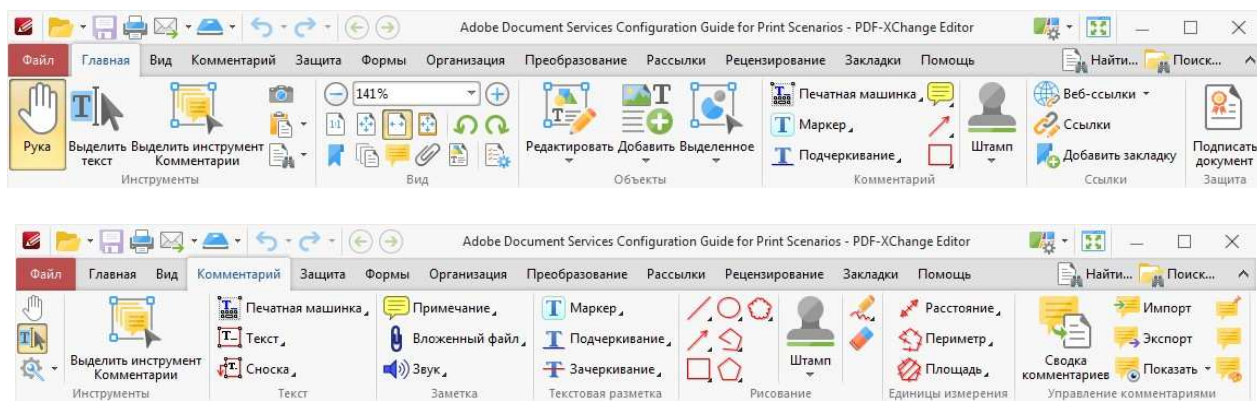 Adobe Document Services Configuration Guide for Print Scenarios - PDF-XChange Editor
Файл Главная Вид Комментарий Защита Формы Организация Преобразование Рассылки Рецензирование Закладки Помощь Найти... Поиск...
141%
Рука
Выделить текст
Выделить инструмент Комментарии
Инструменты
Вид
Редактировать Добавить Выделенное
Объекты
Печатная машинка
Маркер
Подчеркивание
Штамп
Комментарий
Веб-ссылки
Ссылки
Добавить закладку
Ссылки
Подписать документ
Защита
Adobe Document Services Configuration Guide for Print Scenarios - PDF-XChange Editor
Файл Главная Вид Комментарий Защита Формы Организация Преобразование Рассылки Рецензирование Закладки Помощь Найти... Поиск...
Выделить инструмент Комментарии
Инструменты
Печатная машинка
Текст
Сноска
Текст
Примечание
Вложенный файл
Звук
Заметка
Маркер
Подчеркивание
Зачеркивание
Текстовая разметка
Штамп
Рисование
Расстояние
Периметр
Площадь
Единицы измерения
Сводка комментариев
Импорт
Экспорт
Показать
Управление комментариями